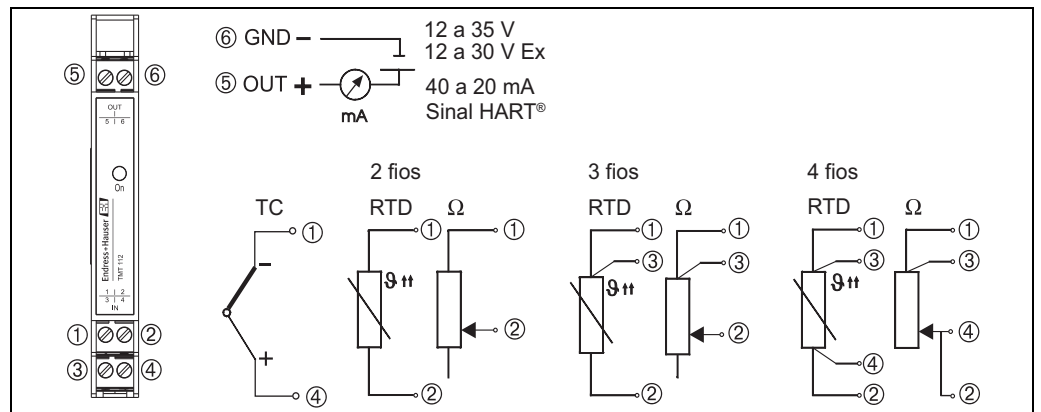 ⑥ GND −
12 a 35 V
12 a 30 V Ex
⑤ OUT +
mA
40 a 20 mA
Sinal HART®
⑤ ⑥
OUT
5 | 6
On
Endress+Hauser EH
TMT 112
1 | 2
3 | 4
IN
① ②
③ ④
TC
①
−
+
④
2 fios
RTD Ω
① ①
ϑ ↑↑
②
②
3 fios
RTD Ω
① ①
③ ③
ϑ ↑↑
②
②
4 fios
RTD Ω
① ①
③ ③
ϑ ↑↑
④
④
② ②